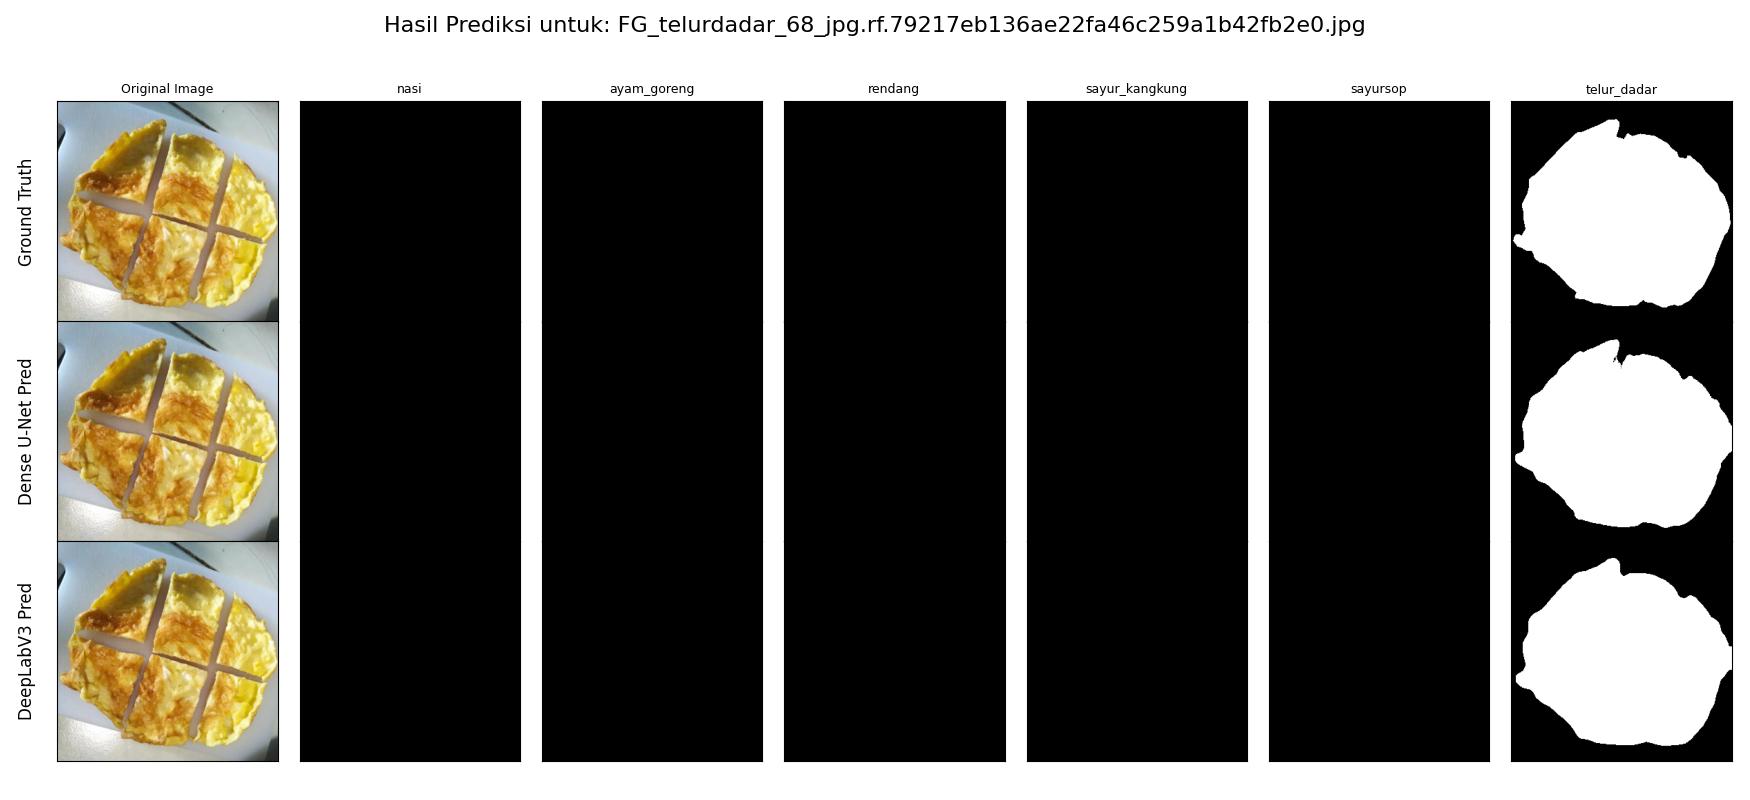 Hasil Prediksi untuk: FG_telurdadar_68_jpg.rf.79217eb136ae22fa46c259a1b42fb2e0.jpg
Original Image
nasi
ayam_goreng
rendang
sayur_kangkung
sayursop
telur_dadar
Ground Truth
Dense U-Net Pred
DeepLabV3 Pred